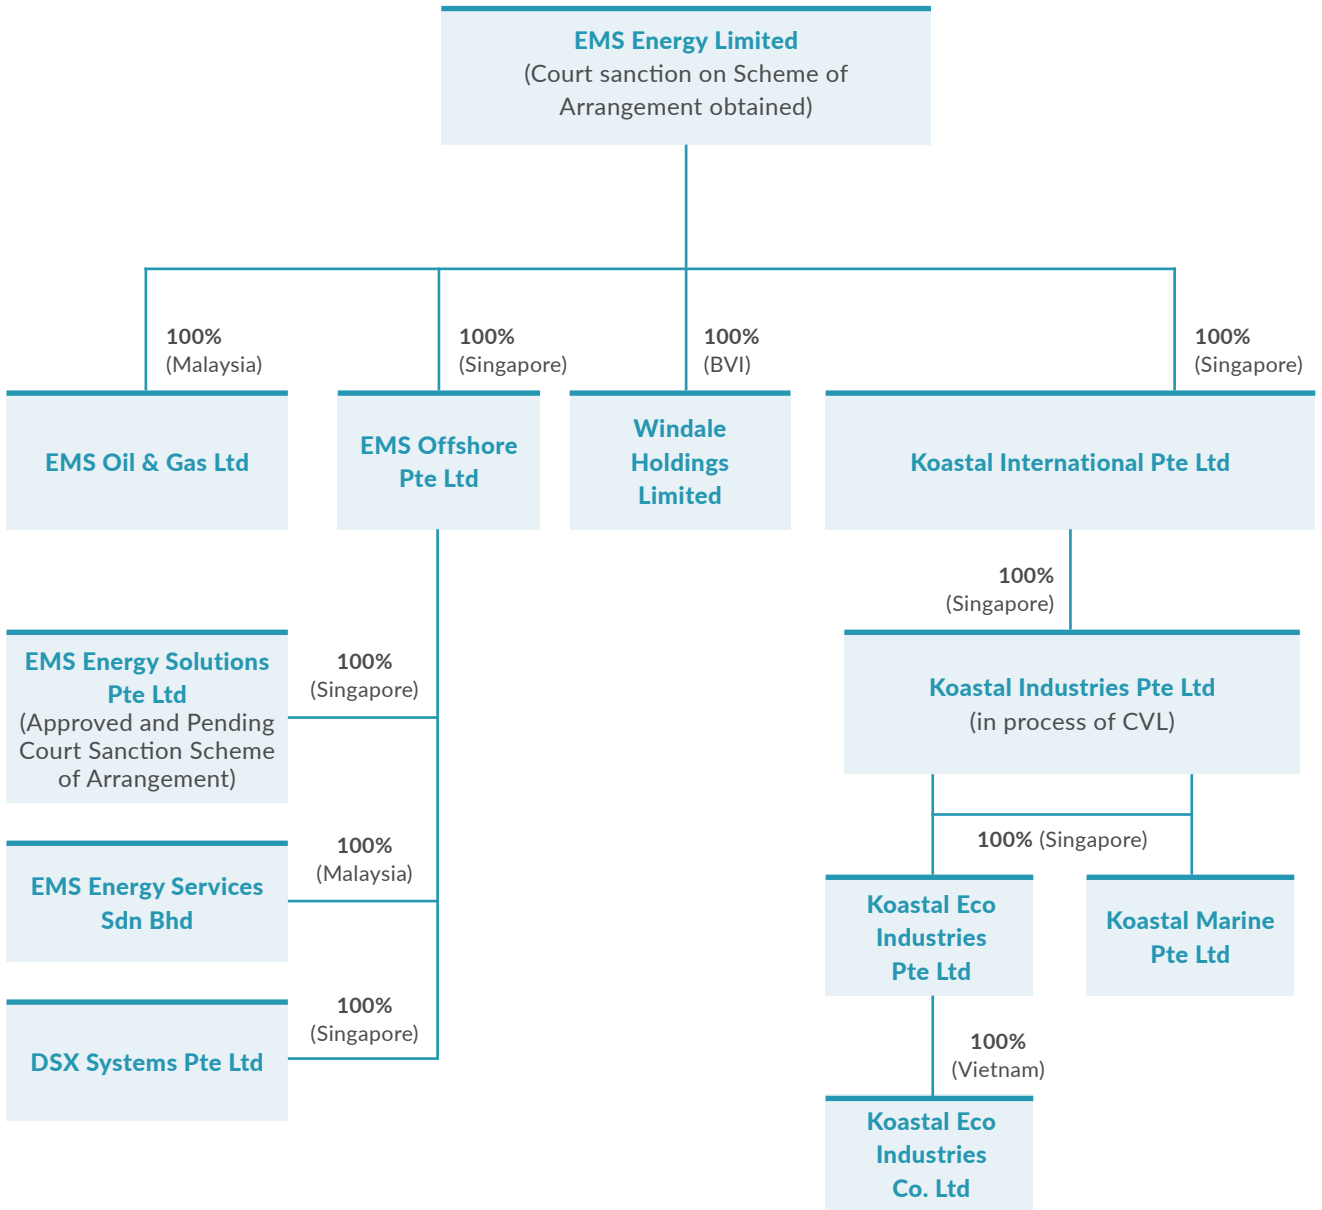 EMS Energy Limited
(Court sanction on Scheme of
Arrangement obtained)
100%
(Malaysia)
100%
(Singapore)
100%
(BVI)
100%
(Singapore)
EMS Oil & Gas Ltd
EMS Offshore
Pte Ltd
Windale
Holdings
Limited
Koastal International Pte Ltd
100%
(Singapore)
EMS Energy Solutions
Pte Ltd
(Approved and Pending
Court Sanction Scheme
of Arrangement)
100%
(Singapore)
Koastal Industries Pte Ltd
(in process of CVL)
100%
(Malaysia)
EMS Energy Services
Sdn Bhd
100% (Singapore)
Koastal Eco
Industries
Pte Ltd
Koastal Marine
Pte Ltd
100%
(Singapore)
DSX Systems Pte Ltd
100%
(Vietnam)
Koastal Eco
Industries
Co. Ltd